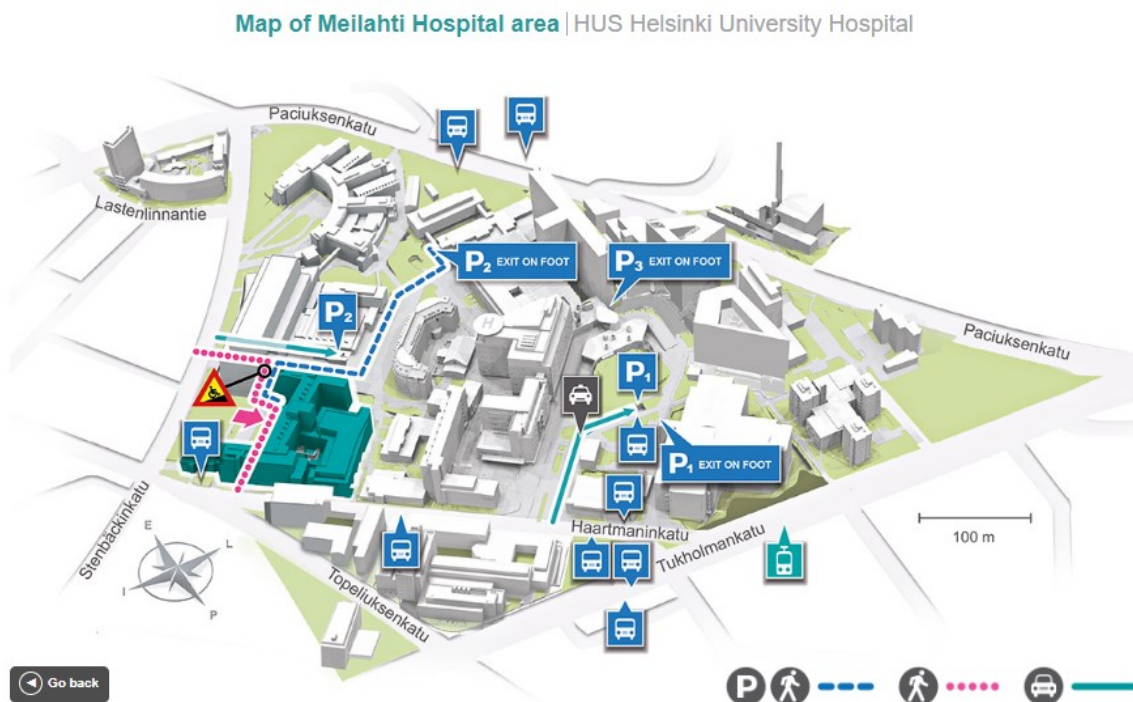 Map of Meilahti Hospital area | HUS Helsinki University Hospital
Paciuksenkatu
Lastenlinnantie
P2 EXIT ON FOOT
P3 EXIT ON FOOT
P2
Paciuksenkatu
P1
P1 EXIT ON FOOT
H
Haartmaninkatu
Tukholmankatu
100 m
Stenbäckinkatu
Topeliuksenkatu
E
L
I
P
Go back
P